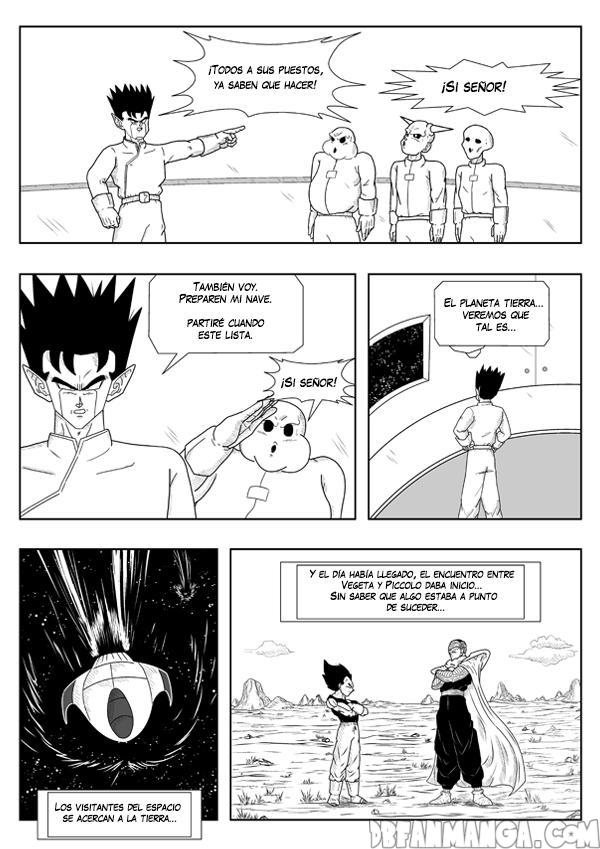 ¡TODOS A SUS PUESTOS,
YA SABEN QUE HACER!
¡SI SEÑOR!
TAMBIÉN VOY.
PREPAREN MI NAVE.
PARTIRÉ CUANDO
ESTE LISTA.
¡SI SEÑOR!
EL PLANETA TIERRA...
VEREMOS QUE
TAL ES...
LOS VISITANTES DEL ESPACIO
SE ACERCAN A LA TIERRA...
Y EL DÍA HABÍA LLEGADO, EL ENCUENTRO ENTRE
VEGETA Y PICCOLO DABA INICIO...
SIN SABER QUE ALGO ESTABA A PUNTO
DE SUCEDER...
DBFANMANGA.COM